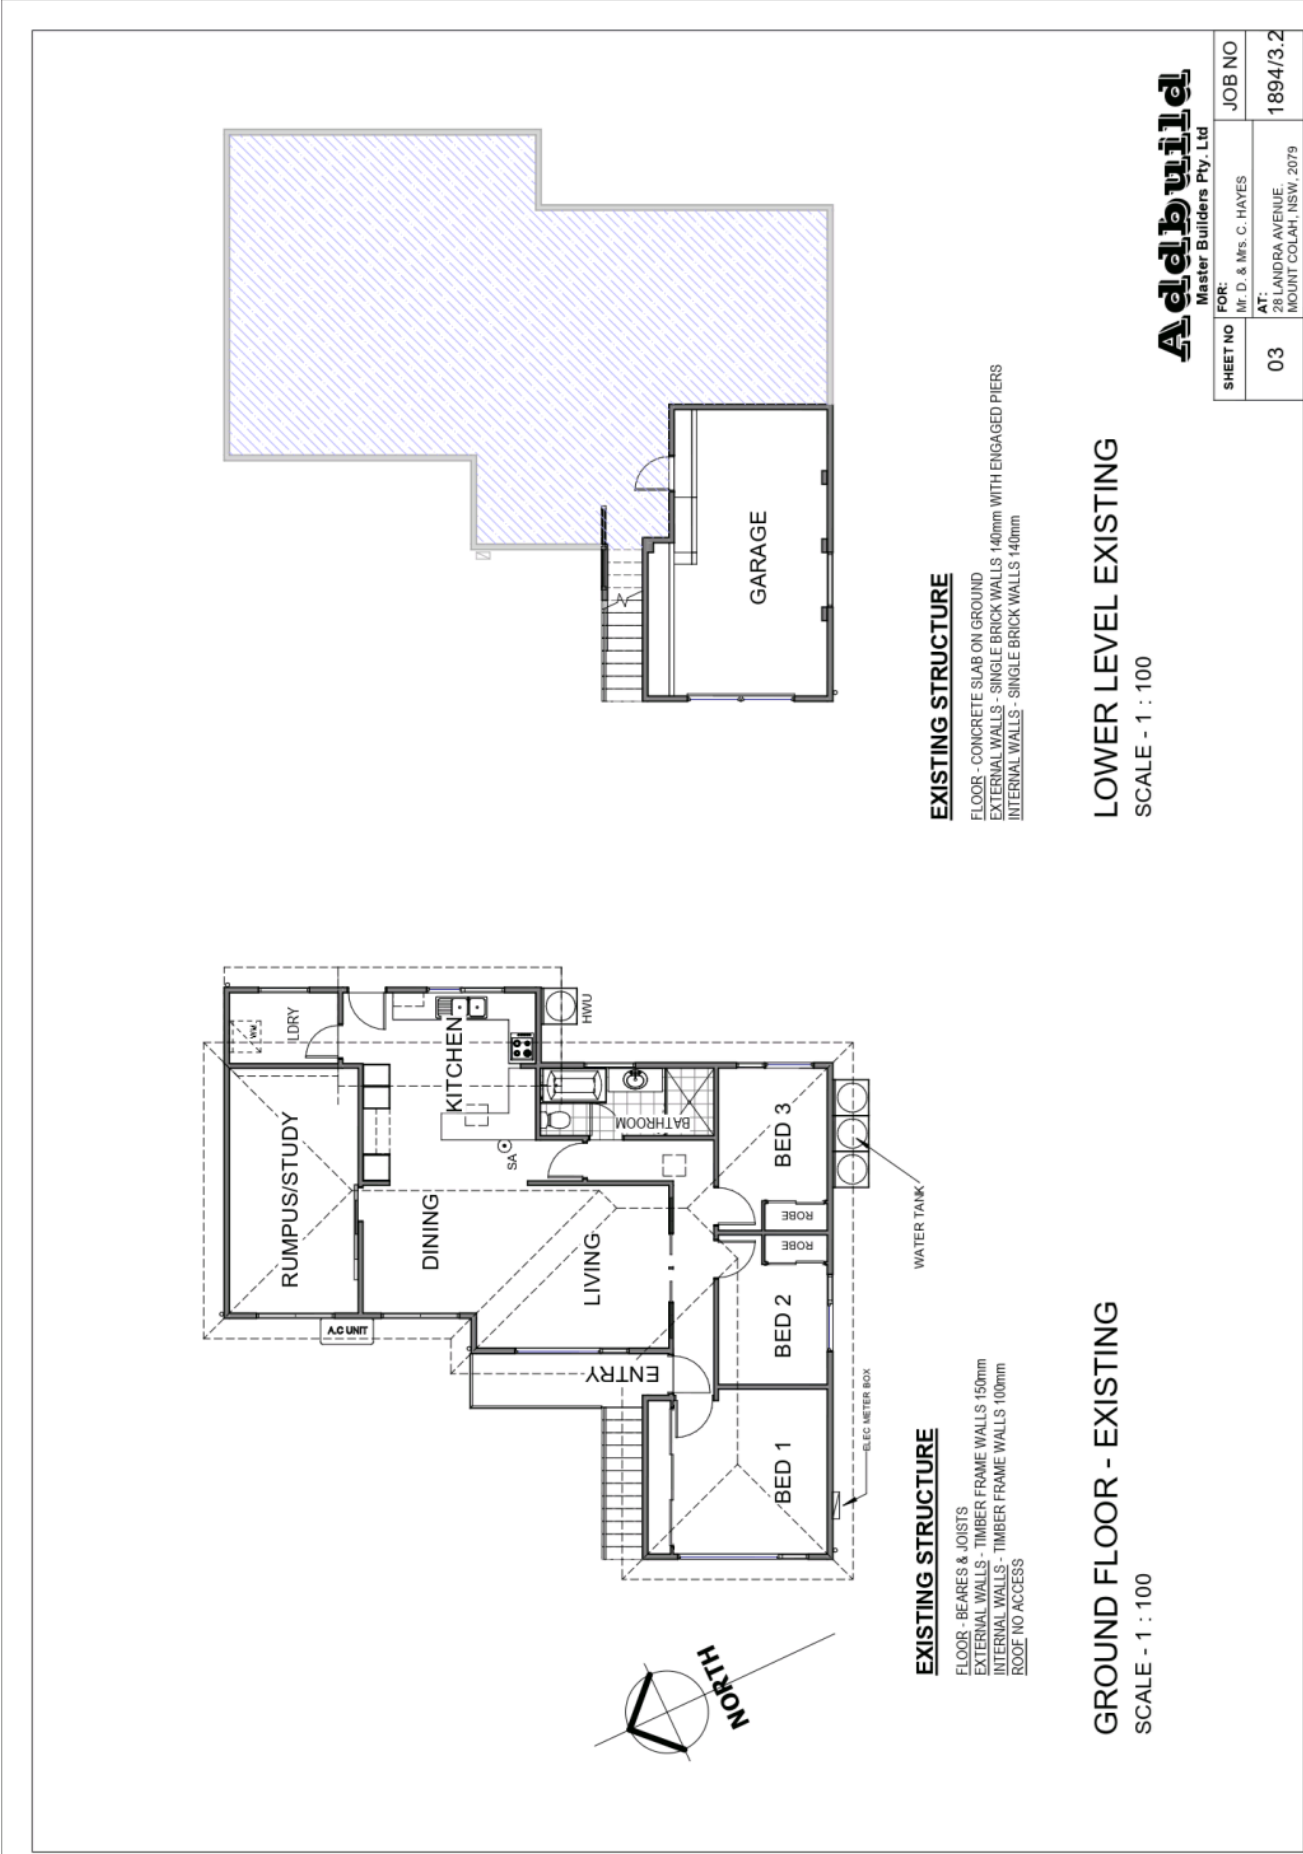 RUMPUS/STUDY
LDRY
WM
A.C UNIT
DINING
KITCHEN
SA
HWU
LIVING
ENTRY
BATHROOM
BED 1
BED 2
BED 3
ROBE
ROBE
WATER TANK
ELEC METER BOX
NORTH
EXISTING STRUCTURE
FLOOR - BEARES & JOISTS
EXTERNAL WALLS - TIMBER FRAME WALLS 150mm
INTERNAL WALLS - TIMBER FRAME WALLS 100mm
ROOF NO ACCESS
GROUND FLOOR - EXISTING
SCALE - 1 : 100
GARAGE
EXISTING STRUCTURE
FLOOR - CONCRETE SLAB ON GROUND
EXTERNAL WALLS - SINGLE BRICK WALLS 140mm WITH ENGAGED PIERS
INTERNAL WALLS - SINGLE BRICK WALLS 140mm
LOWER LEVEL EXISTING
SCALE - 1 : 100
Addbuild
Master Builders Pty. Ltd
SHEET NO
03
FOR:
Mr. D. & Mrs. C. HAYES
AT:
28 LANDRA AVENUE.
MOUNT COLAH, NSW, 2079
JOB NO
1894/3.2